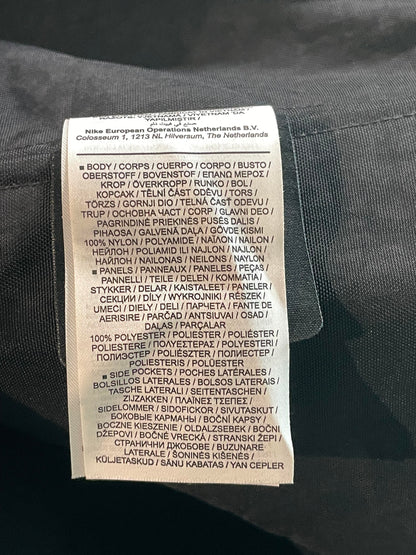 YAPILMIŞTIR /
Nike European Operations Netherlands B.V.
Colosseum 1, 1213 NL Hilversum, The Netherlands
■ BODY / CORPS / CUERPO / CORPO / BUSTO /
OBERSTOFF / BOVENSTOF / ΕΠΑΝΩ ΜΕΡΟΣ /
KROP / ÖVERKROPP / RUNKO / BOL /
КОРСАЖ / TĚLNÍ ČÁST ODĚVU / TORS /
TÖRZS / GORNJI DIO / TELNÁ ČASŤ ODEVU /
TRUP / ОСНОВНА ЧАСТ / CORP / GLAVNI DEO /
PAGRINDINĖ PRIEKINĖS PUSĖS DALIS /
PIHAOSA / GALVENĀ DAĻA / GÖVDE KISMI
100% NYLON / POLYAMIDE / ΝΑΪΛΟΝ / NAJLON /
НЕЙЛОН / POLIAMID ILI NAJLON / NAJLON /
НАЙЛОН / NAILONAS / NEILONS / NAYLON
■ PANELS / PANNEAUX / PANELES / PEÇAS /
PANNELLI / TEILE / DELEN / ΚΟΜΜΑΤΙΑ /
STYKKER / DELAR / KAISTALEET / PANELER /
СЕКЦИИ / DÍLY / WYKROJNIKI / RÉSZEK /
UMECI / DIELY / DELI / ПАРЧЕТА / FANTE DE
AERISIRE / PARČAD / ANTSIUVAI / OSAD /
DAĻAS / PARÇALAR
100% POLYESTER / POLIÉSTER / POLIESTERE /
POLIESTERE / ΠΟΛΥΕΣΤΕΡΑΣ / POLYESTERI /
ПОЛИЭСТЕР / POLIÉSZTER / ПОЛИЕСТЕР /
POLIESTERIS / POLÜESTER
■ SIDE POCKETS / POCHES LATÉRALES /
BOLSILLOS LATERALES / BOLSOS LATERAIS /
TASCHE LATERALI / SEITENTASCHEN /
ZIJZAKKEN / ΠΛΑΪΝΕΣ ΤΣΕΠΕΣ /
SIDELOMMER / SIDOFICKOR / SIVUTASKUT /
БОКОВЫЕ КАРМАНЫ / BOČNÍ KAPSY /
BOCZNE KIESZENIE / OLDALZSEBEK / BOČNI
DŽEPOVI / BOČNÉ VRECKÁ / STRANSKI ŽEPI /
СТРАНИЧНИ ДЖОБОВЕ / BUZUNARE
LATERALE / ŠONINĖS KIŠENĖS /
KÜLJETASKUD / SĀNU KABATAS / YAN CEPLER